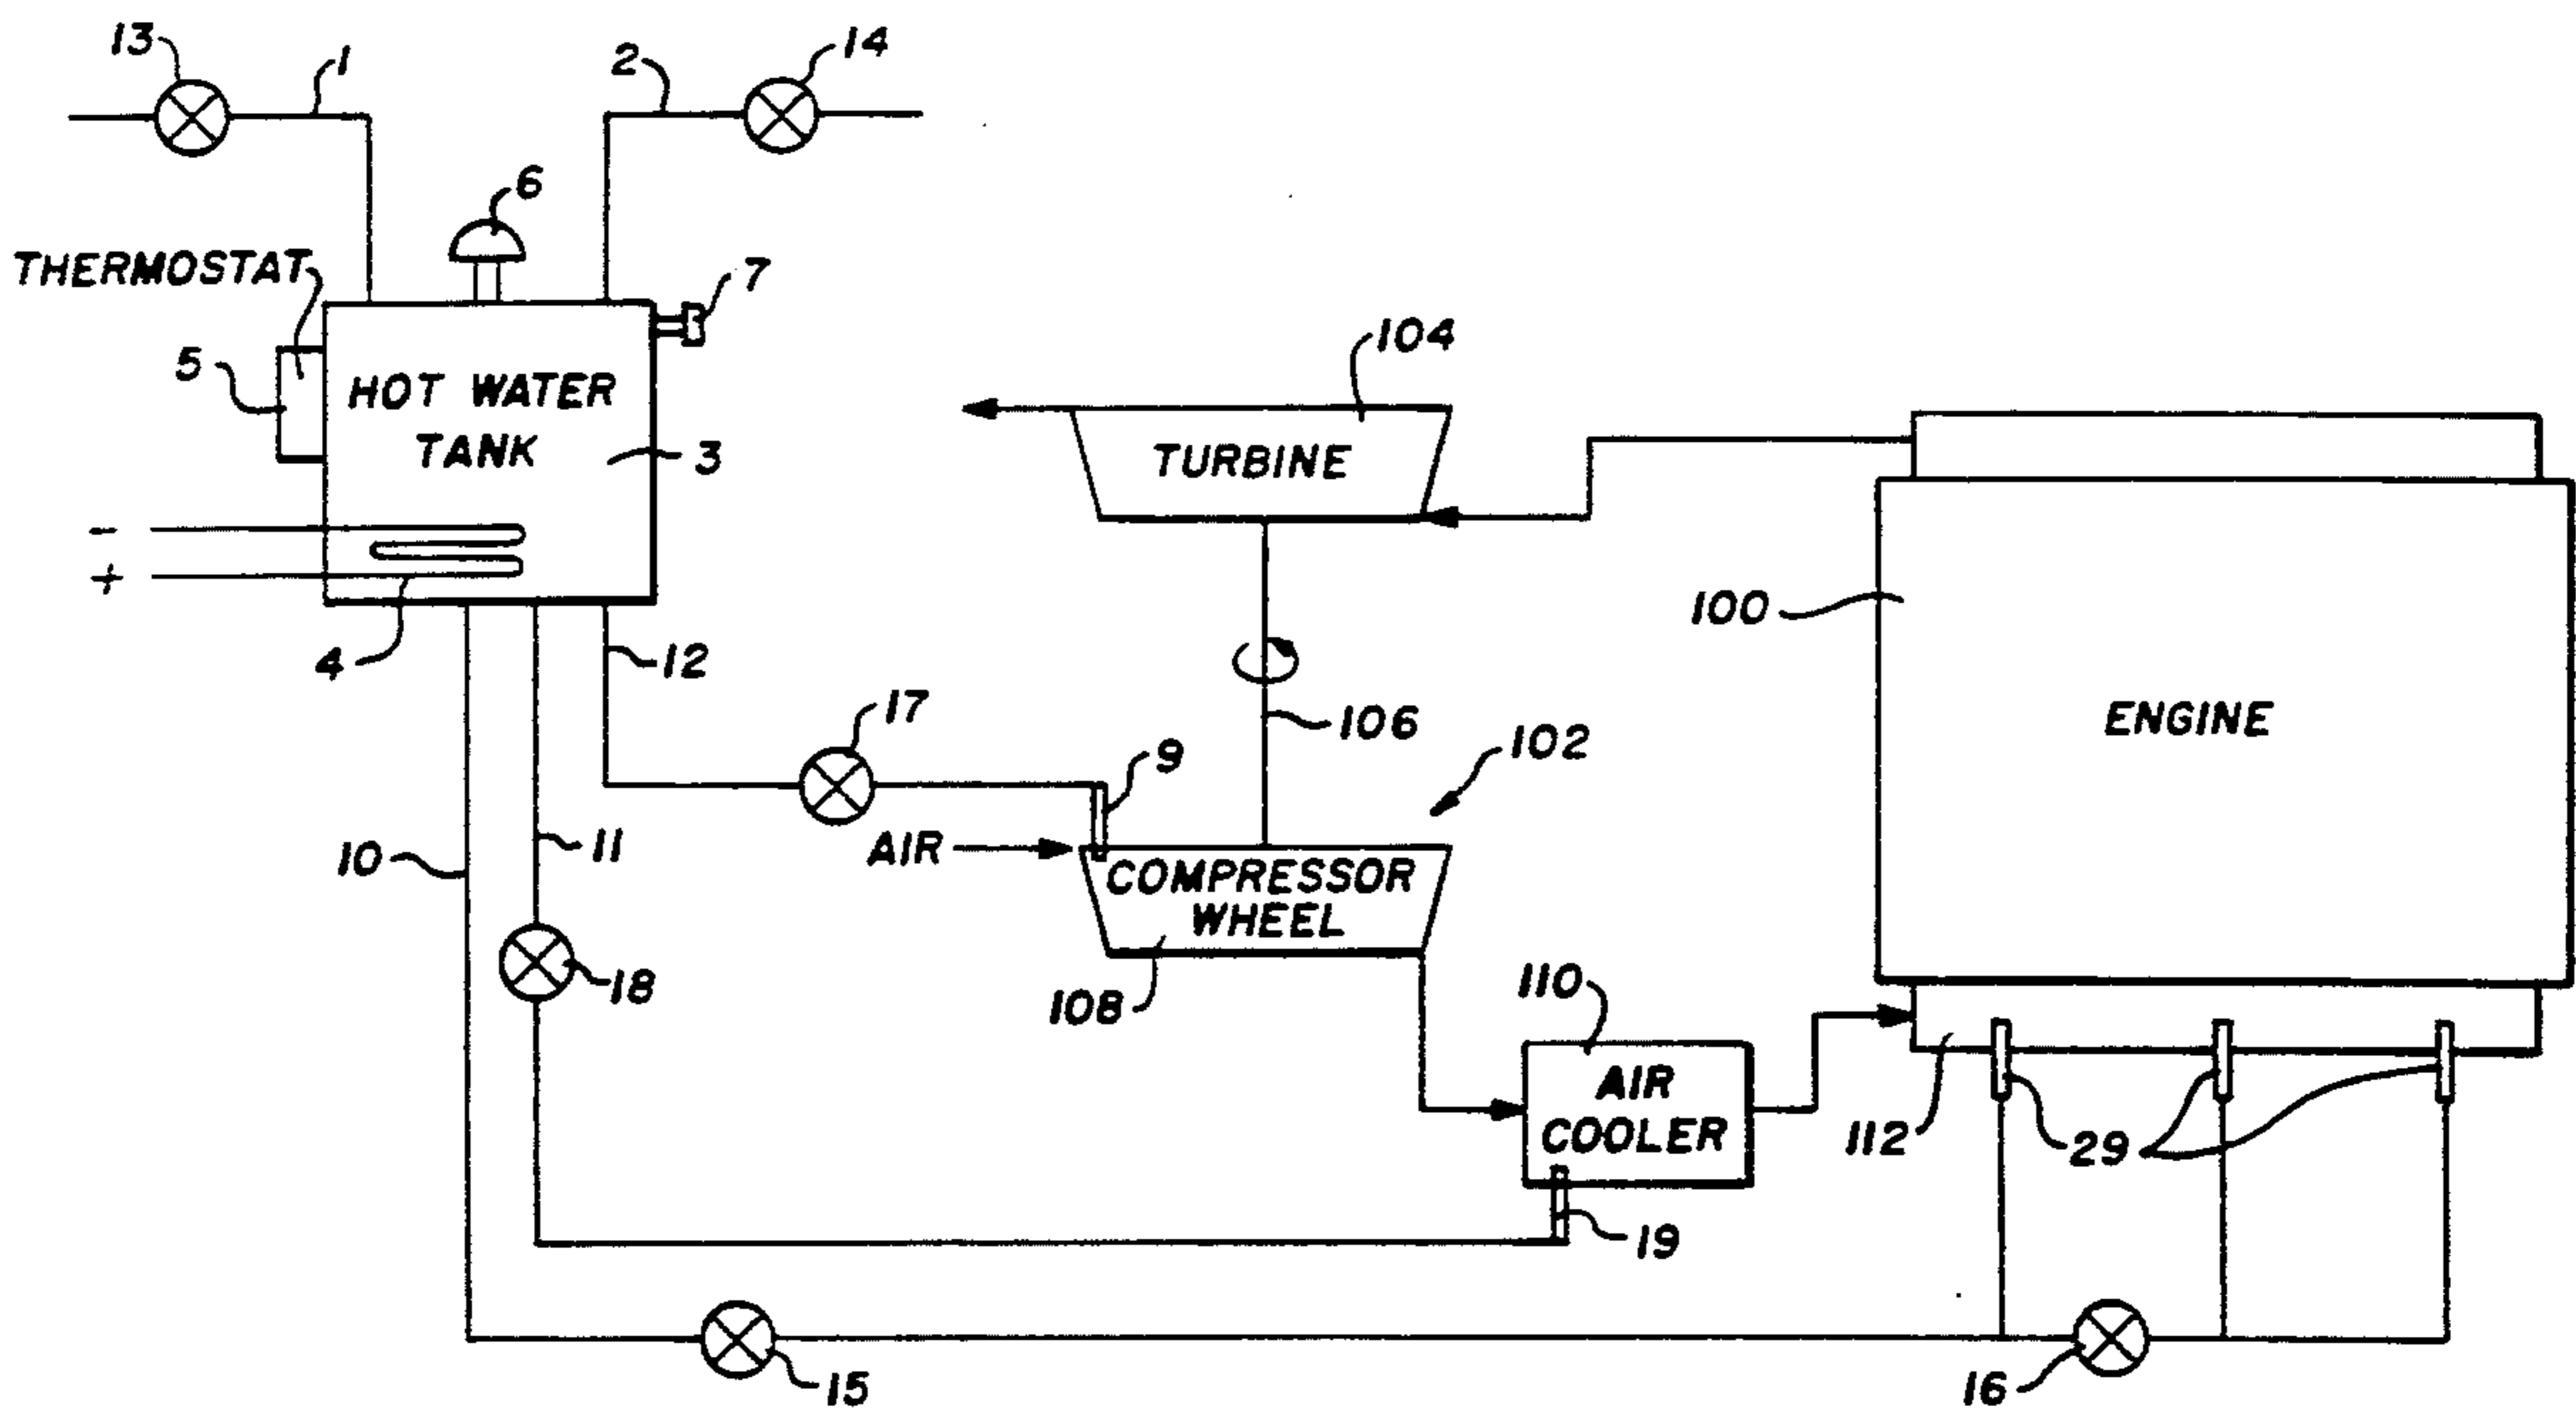 13
1
2
14
6
THERMOSTAT
7
5
HOT WATER
TANK
3
104
TURBINE
-
+
4
12
100
ENGINE
17
106
9
102
10
11
AIR
COMPRESSOR
WHEEL
18
108
110
AIR
COOLER
112
29
19
15
16